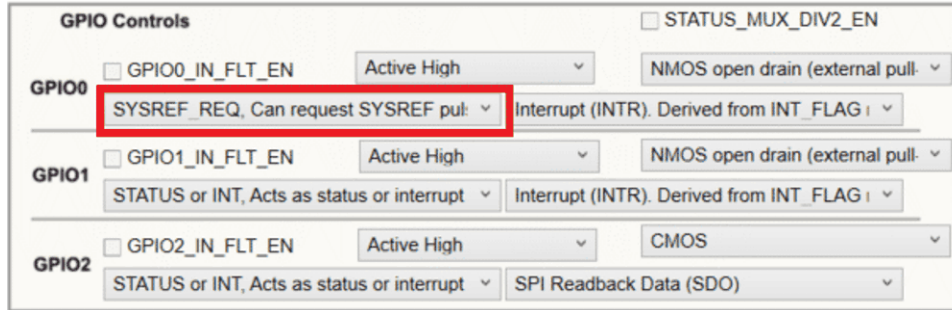 GPIO Controls STATUS_MUX_DIV2_EN
GPIO0 GPIO0_IN_FLT_EN Active High NMOS open drain (external pull-
SYSREF_REQ, Can request SYSREF pul: Interrupt (INTR). Derived from INT_FLAG
GPIO1 GPIO1_IN_FLT_EN Active High NMOS open drain (external pull-
STATUS or INT, Acts as status or interrupt Interrupt (INTR). Derived from INT_FLAG
GPIO2 GPIO2_IN_FLT_EN Active High CMOS
STATUS or INT, Acts as status or interrupt SPI Readback Data (SDO)